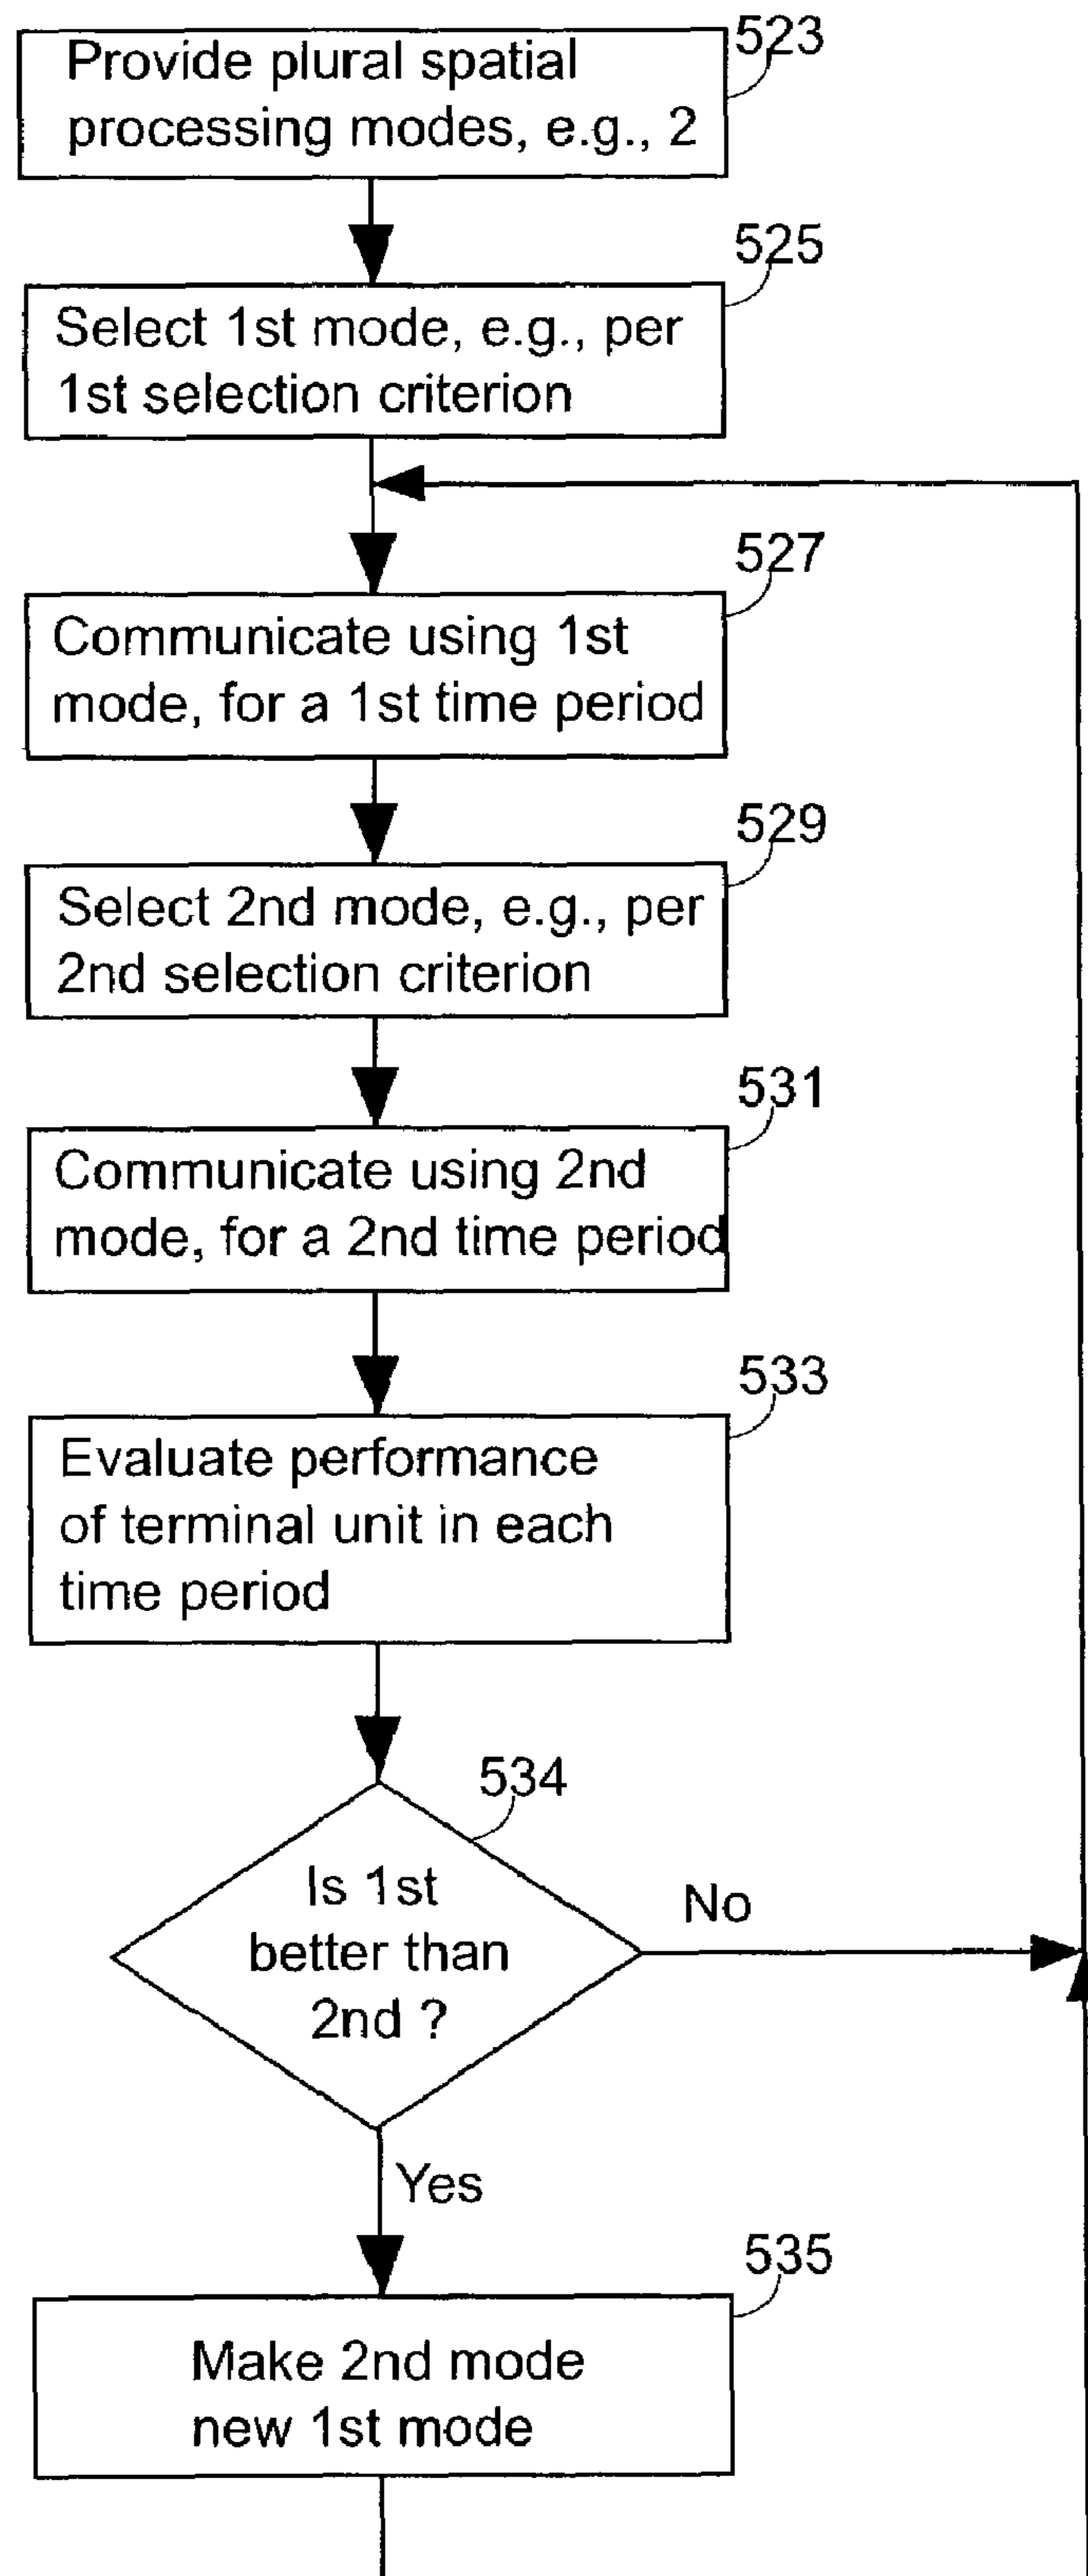 523
Provide plural spatial
processing modes, e.g., 2
525
Select 1st mode, e.g., per
1st selection criterion
527
Communicate using 1st
mode, for a 1st time period
529
Select 2nd mode, e.g., per
2nd selection criterion
531
Communicate using 2nd
mode, for a 2nd time period
533
Evaluate performance
of terminal unit in each
time period
534
Is 1st
better than
2nd ?
No
Yes
535
Make 2nd mode
new 1st mode